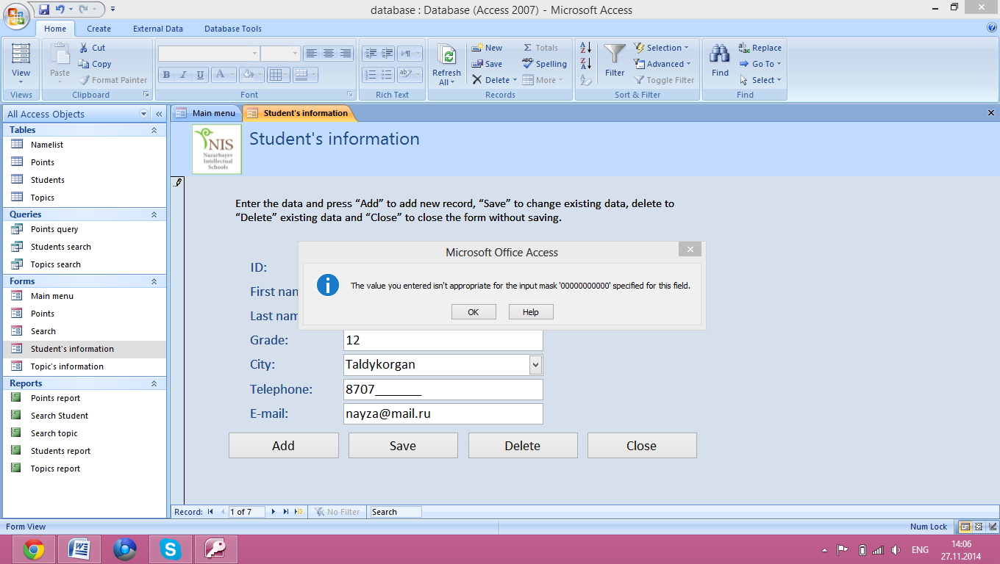 database : Database (Access 2007) - Microsoft Access
Home Create External Data Database Tools
View
Views
Paste
Cut
Copy
Format Painter
Clipboard
B I U A
Font
Rich Text
Refresh
All
New
Save
Delete
Σ Totals
Spelling
More
Records
Filter
Selection
Advanced
Toggle Filter
Sort & Filter
Find
Replace
Go To
Select
Find
All Access Objects
Tables
Namelist
Points
Students
Topics
Queries
Points query
Students search
Topics search
Forms
Main menu
Points
Search
Student's information
Topic's information
Reports
Points report
Search Student
Search topic
Students report
Topics report
Main menu Student's information
NIS
Nazarbayev
Intellectual
Schools
Student's information
Enter the data and press “Add” to add new record, “Save” to change existing data, delete to
“Delete” existing data and “Close” to close the form without saving.
Microsoft Office Access
The value you entered isn't appropriate for the input mask '00000000000' specified for this field.
OK Help
ID:
First nam
Last nam
Grade: 12
City: Taldykorgan
Telephone: 8707_______
E-mail: nayza@mail.ru
Add Save Delete Close
Record: 1 of 7 No Filter Search
Form View Num Lock
ENG
14:06
27.11.2014